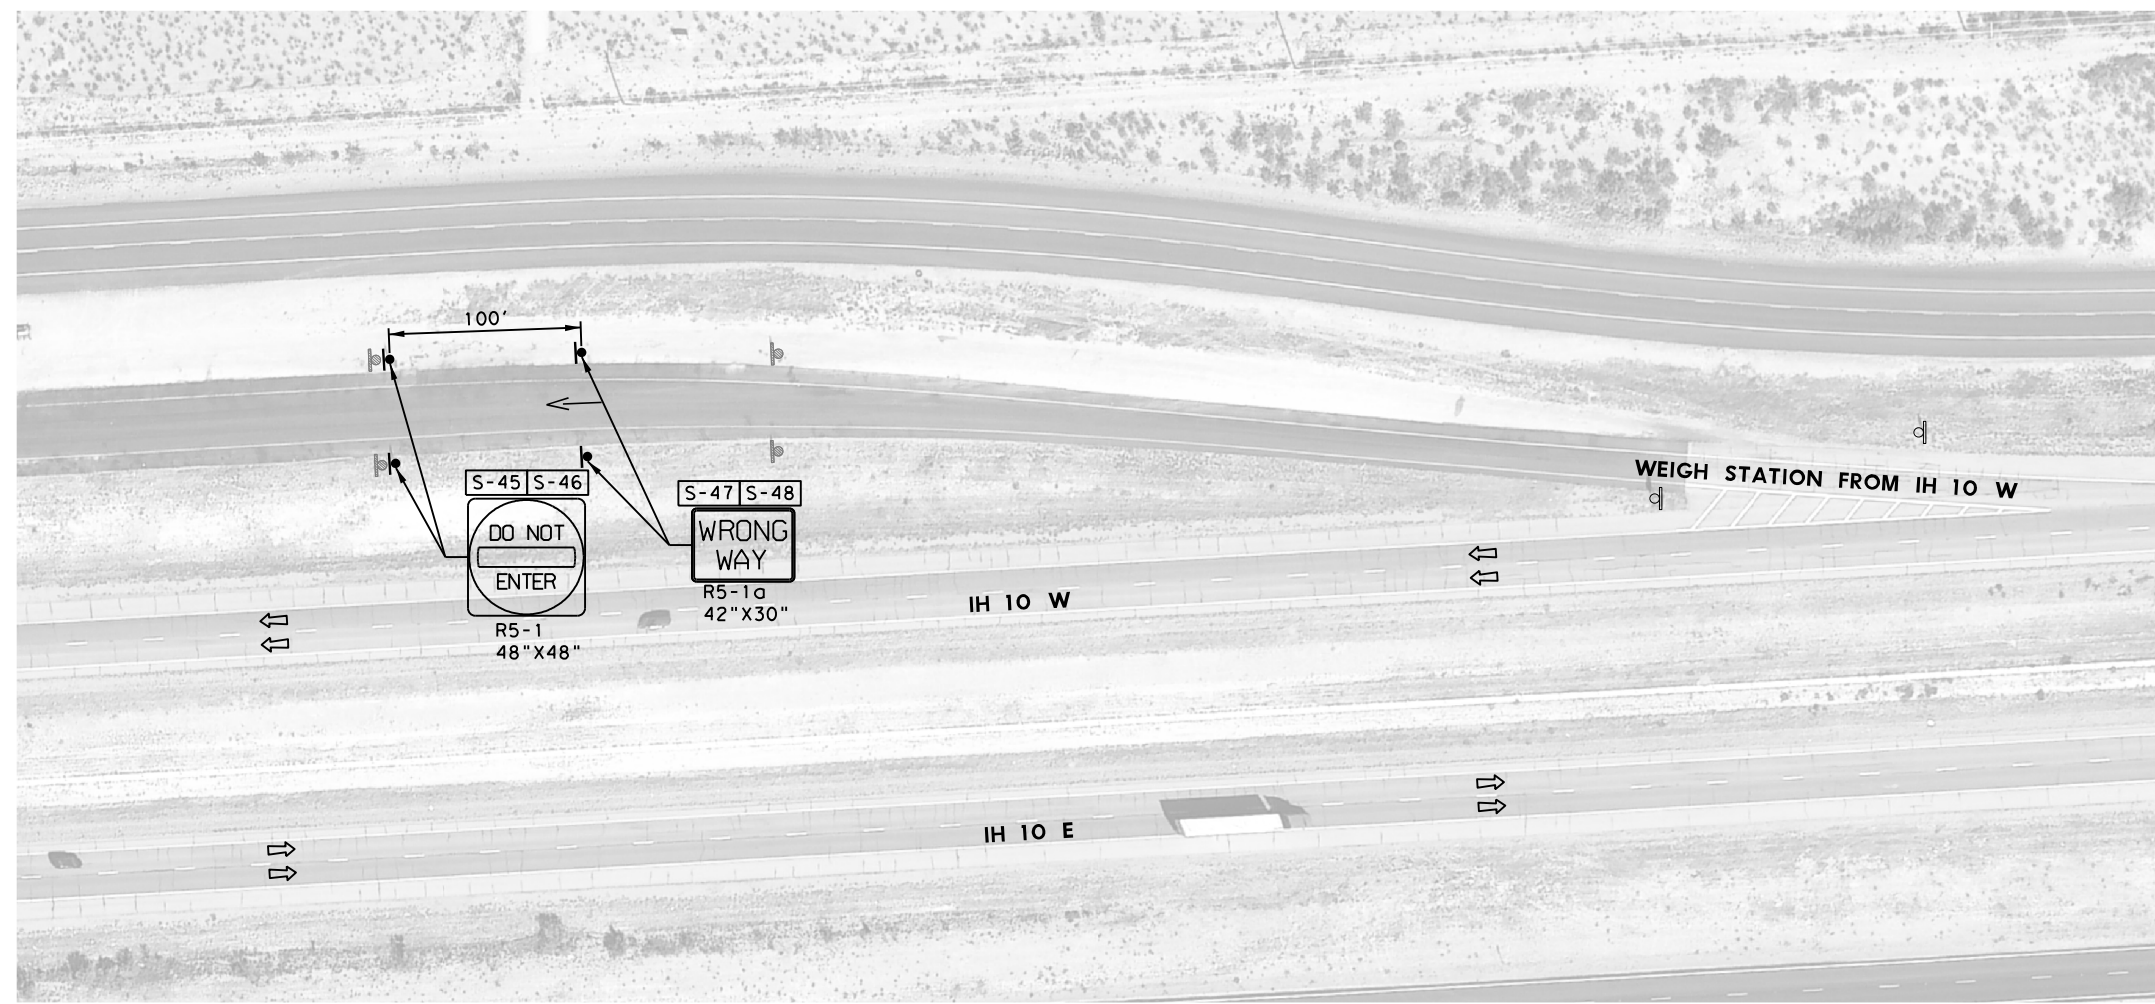 100'
WEIGH STATION FROM IH 10 W
S-45 S-46
S-47 S-48
DO NOT
ENTER
WRONG
WAY
R5-1a
42"X30"
R5-1
48"X48"
IH 10 W
IH 10 E